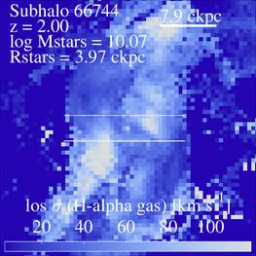 Subhalo 66744
7.9 ckpc
z = 2.00
log Mstars = 10.07
Rstars = 3.97 ckpc
los σ (H-alpha gas) [km s⁻¹]
20 40 60 80 100